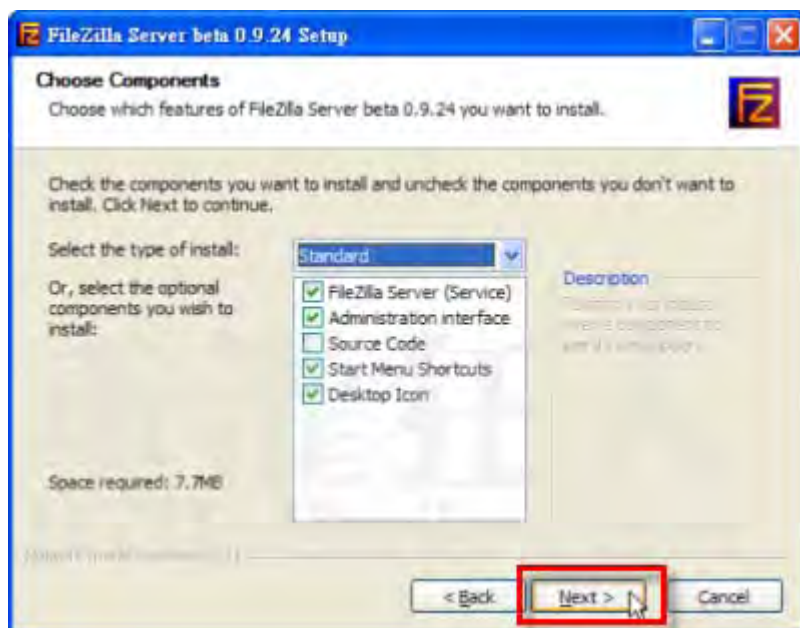 FileZilla Server beta 0.9.24 Setup
Choose Components
Choose which features of FileZilla Server beta 0.9.24 you want to install.
Check the components you want to install and uncheck the components you don't want to
install. Click Next to continue.
Select the type of install:
Standard
Or, select the optional
components you wish to
install:
FileZilla Server (Service)
Administration interface
Source Code
Start Menu Shortcuts
Desktop Icon
Description
Space required: 7.7MB
< Back
Next >
Cancel